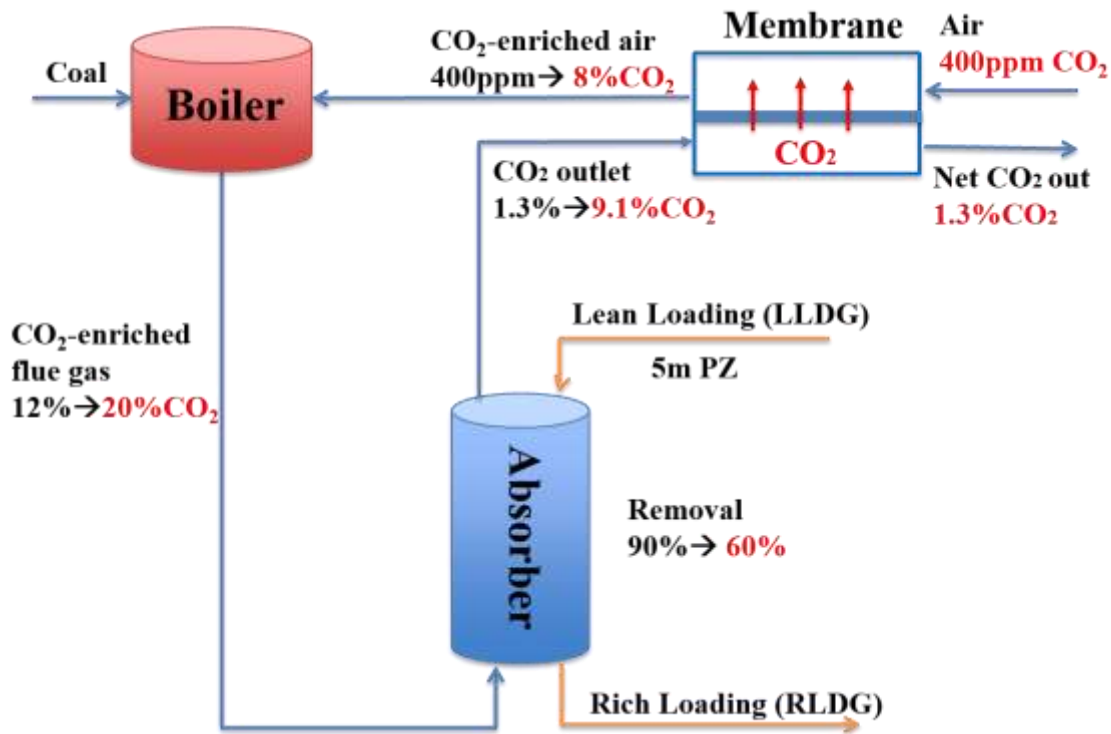 Membrane
Air
400ppm CO₂
CO₂-enriched air
400ppm→ 8%CO₂
Coal
Boiler
CO₂
CO₂ outlet
1.3%→9.1%CO₂
Net CO₂ out
1.3%CO₂
Lean Loading (LLDG)
5m PZ
CO₂-enriched
flue gas
12%→20%CO₂
Absorber
Removal
90%→ 60%
Rich Loading (RLDG)